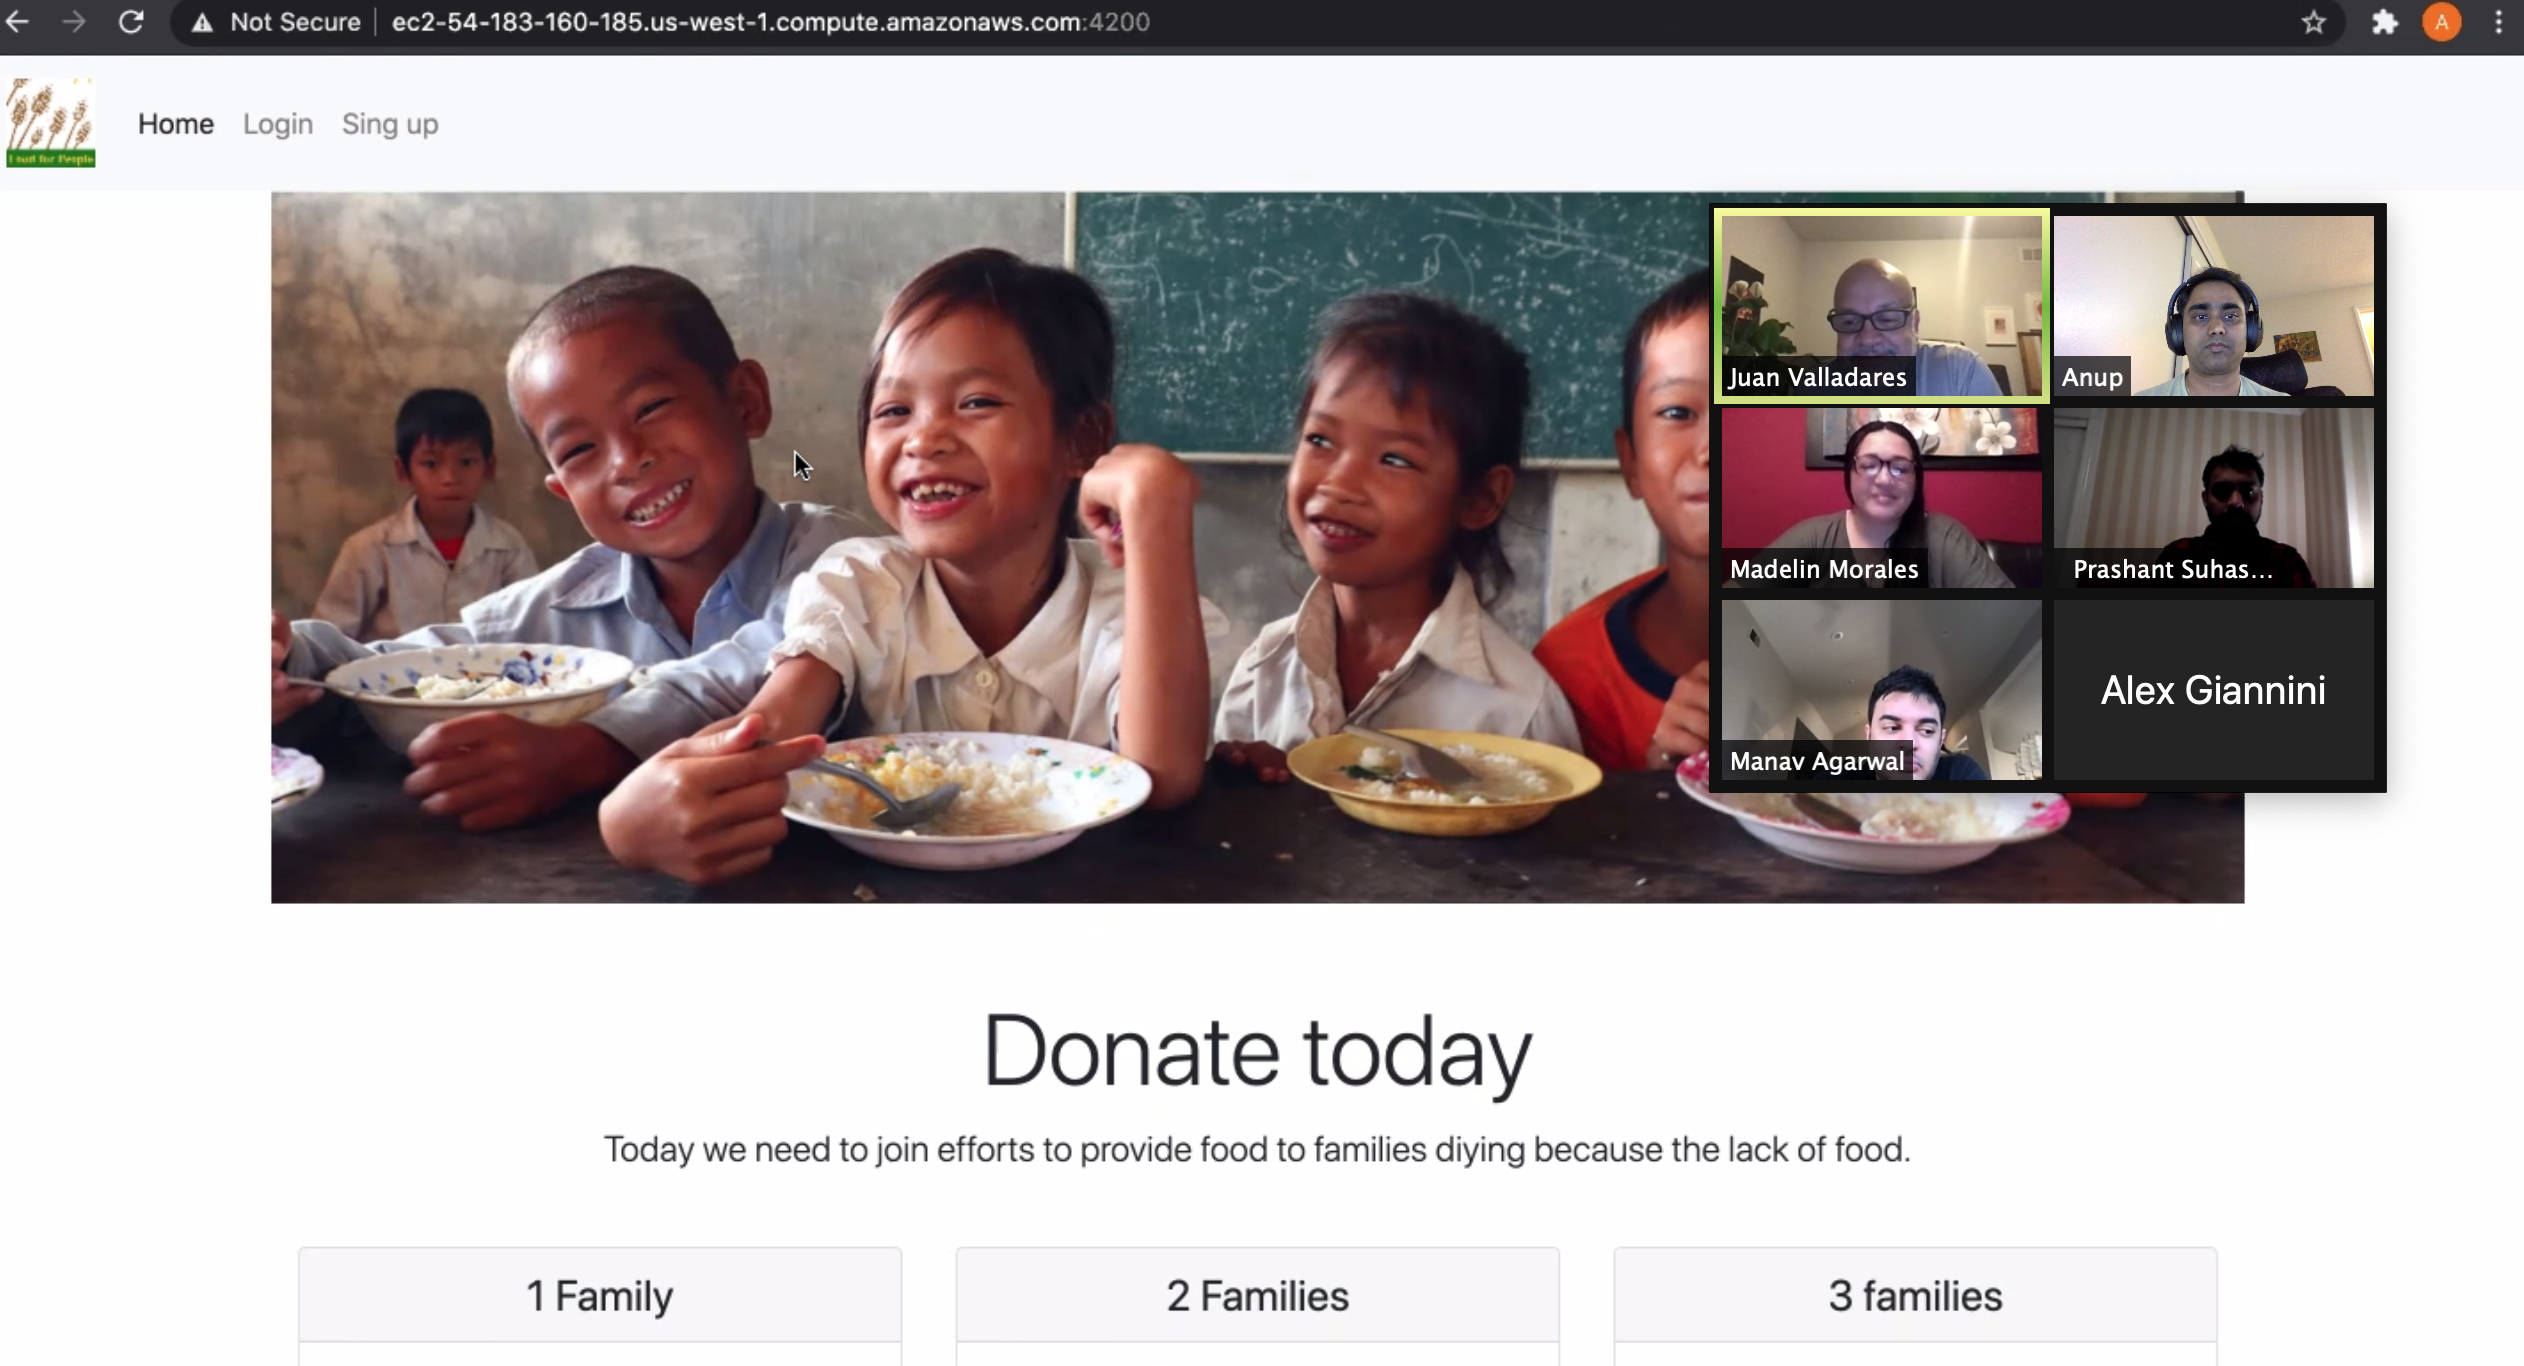 Not Secure
ec2-54-183-160-185.us-west-1.compute.amazonaws.com:4200
A
Food for People
Home
Login
Sing up
Juan Valladares
Anup
Madelin Morales
Prashant Suhas...
Manav Agarwal
Alex Giannini
Donate today
Today we need to join efforts to provide food to families diying because the lack of food.
1 Family
2 Families
3 families